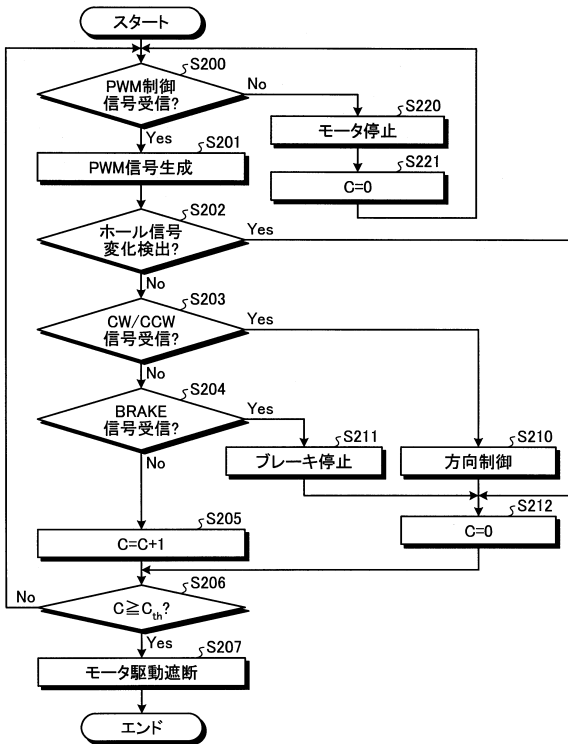 スタート
S200
PWM制御
信号受信?
No
Yes
S220
モータ停止
S221
C=0
S201
PWM信号生成
S202
ホール信号
変化検出?
Yes
No
S203
CW/CCW
信号受信?
Yes
No
S204
BRAKE
信号受信?
Yes
No
S211
ブレーキ停止
S210
方向制御
S212
C=0
S205
C=C+1
S206
C≧Cth?
No
Yes
S207
モータ駆動遮断
エンド